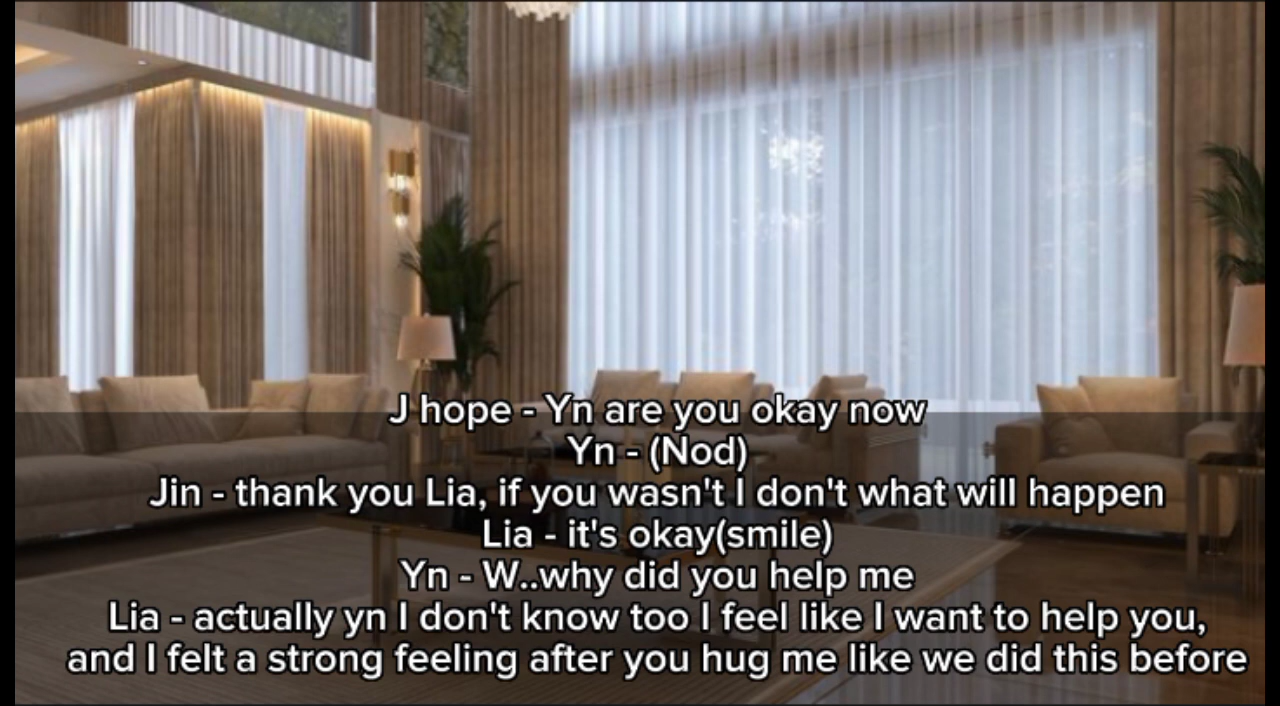 J hope - Yn are you okay now
Yn - (Nod)
Jin - thank you Lia, if you wasn't I don't what will happen
Lia - it's okay(smile)
Yn - W..why did you help me
Lia - actually yn I don't know too I feel like I want to help you,
and I felt a strong feeling after you hug me like we did this before